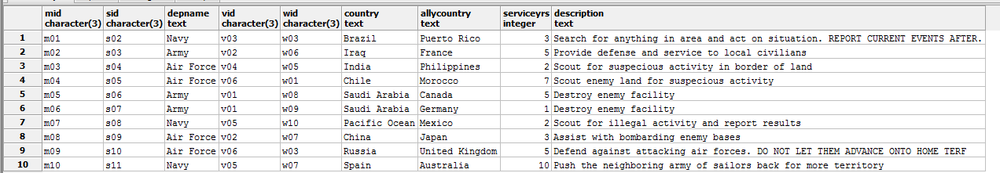 mid sid depname vid wid country allycountry serviceyrs description
character(3) character(3) text character(3) character(3) text text integer text
1 m01 s02 Navy v03 w03 Brazil Puerto Rico 3 Search for anything in area and act on situation. REPORT CURRENT EVENTS AFTER.
2 m02 s03 Army v02 w06 Iraq France 5 Provide defense and service to local civilians
3 m03 s04 Air Force v04 w05 India Philippines 2 Scout for suspecious activity in border of land
4 m04 s05 Air Force v06 w01 Chile Morocco 7 Scout enemy land for suspecious activity
5 m05 s06 Army v01 w08 Saudi Arabia Canada 5 Destroy enemy facility
6 m06 s07 Army v01 w09 Saudi Arabia Germany 1 Destroy enemy facility
7 m07 s08 Navy v05 w10 Pacific Ocean Mexico 2 Scout for illegal activity and report results
8 m08 s09 Air Force v02 w07 China Japan 3 Assist with bombarding enemy bases
9 m09 s10 Air Force v06 w03 Russia United Kingdom 5 Defend against attacking air forces. DO NOT LET THEM ADVANCE ONTO HOME TERF
10 m10 s11 Navy v05 w07 Spain Australia 10 Push the neighboring army of sailors back for more territory